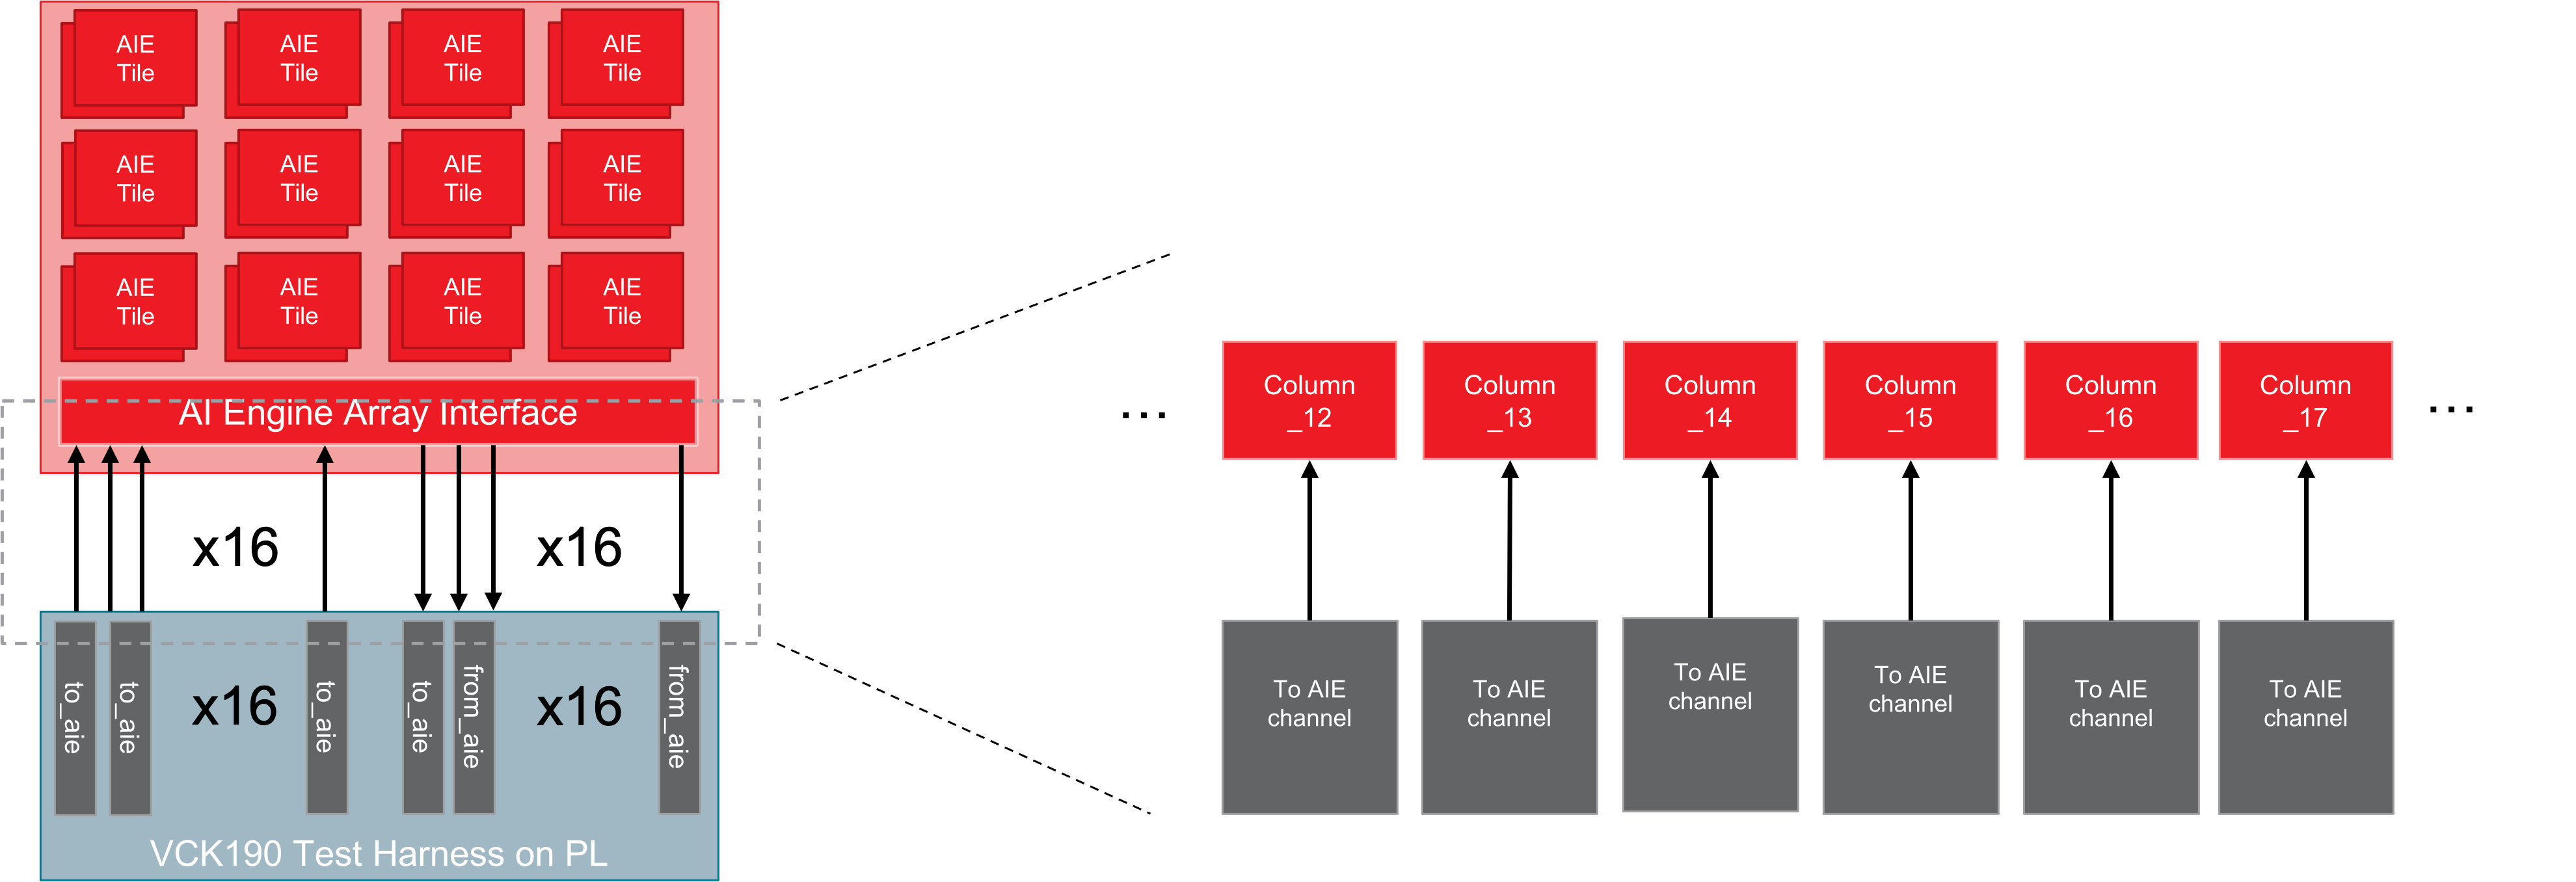 AIE
Tile
AIE
Tile
AIE
Tile
AIE
Tile
AIE
Tile
AIE
Tile
AIE
Tile
AIE
Tile
AIE
Tile
AIE
Tile
AIE
Tile
AIE
Tile
AI Engine Array Interface
x16
x16
to_aie
to_aie
x16
to_aie
to_aie
from_aie
x16
from_aie
VCK190 Test Harness on PL
...
Column
_12
Column
_13
Column
_14
Column
_15
Column
_16
Column
_17
...
To AIE
channel
To AIE
channel
To AIE
channel
To AIE
channel
To AIE
channel
To AIE
channel